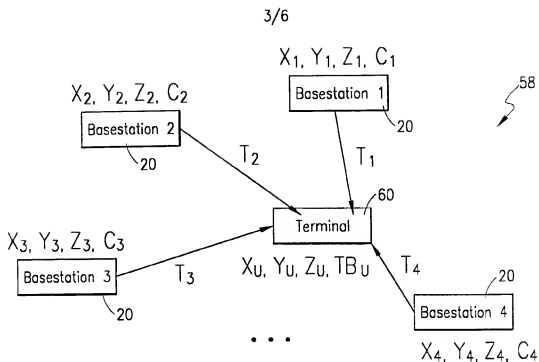 3/6
X1, Y1, Z1, C1
58
X2, Y2, Z2, C2
Basestation 1
20
Basestation 2
20
T2
T1
60
Terminal
X3, Y3, Z3, C3
XU, YU, ZU, TBU
T4
T3
Basestation 3
20
20
Basestation 4
X4, Y4, Z4, C4
• • •